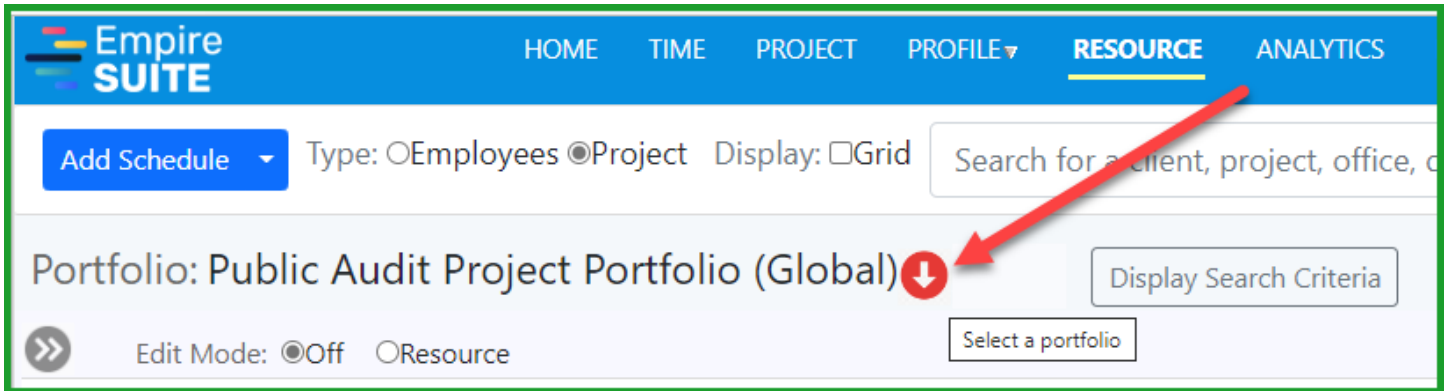 Empire
SUITE
HOME TIME PROJECT PROFILE RESOURCE ANALYTICS
Add Schedule Type: Employees Project Display: Grid Search for a client, project, office, c
Portfolio: Public Audit Project Portfolio (Global) Display Search Criteria
Select a portfolio
Edit Mode: Off Resource